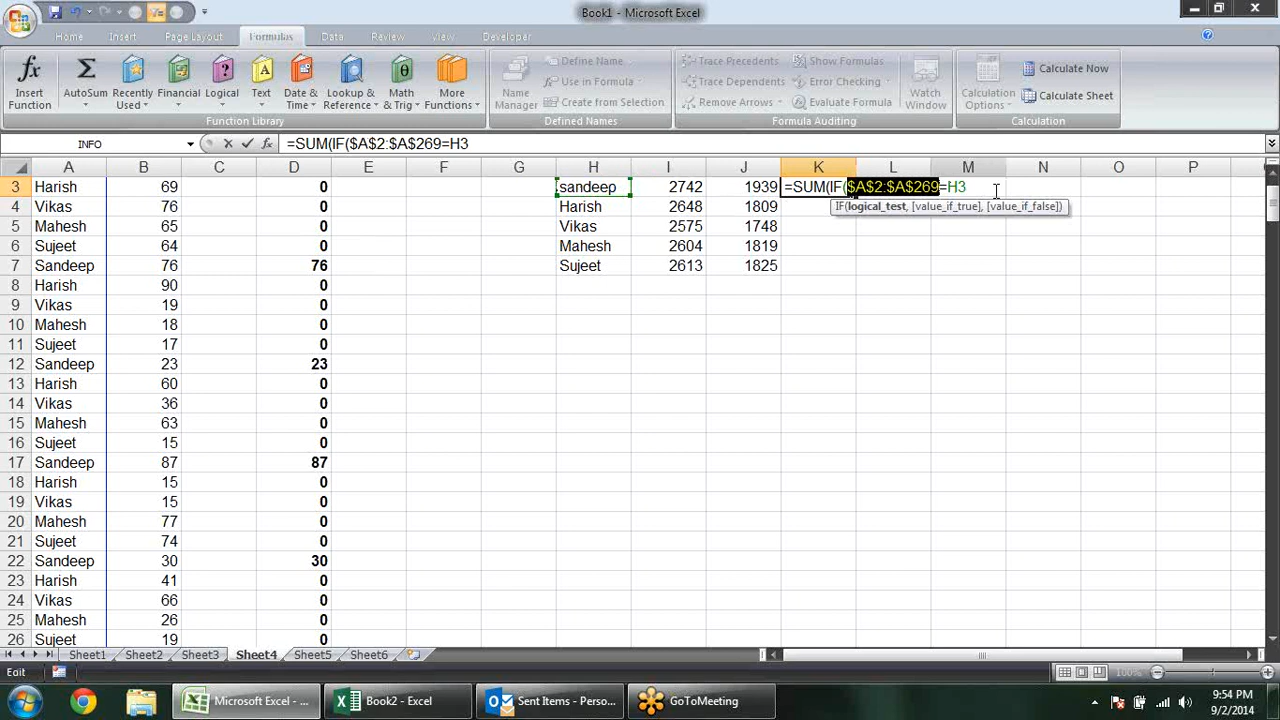 Book1 - Microsoft Excel
Home Insert Page Layout Formulas Data Review View Developer
Insert Function AutoSum Recently Used Financial Logical Text Date & Time Lookup & Reference Math & Trig More Functions
Function Library
Name Manager Define Name Use in Formula Create from Selection
Defined Names
Trace Precedents Trace Dependents Remove Arrows Show Formulas Error Checking Evaluate Formula Watch Window
Formula Auditing
Calculation Options Calculate Now Calculate Sheet
Calculation
INFO =SUM(IF($A$2:$A$269=H3
A B C D E F G H I J K L M N O P
3 Harish 69 0 sandeep 2742 1939 =SUM(IF($A$2:$A$269=H3
4 Vikas 76 0 Harish 2648 1809 IF(logical_test, [value_if_true], [value_if_false])
5 Mahesh 65 0 Vikas 2575 1748
6 Sujeet 64 0 Mahesh 2604 1819
7 Sandeep 76 76 Sujeet 2613 1825
8 Harish 90 0
9 Vikas 19 0
10 Mahesh 18 0
11 Sujeet 17 0
12 Sandeep 23 23
13 Harish 60 0
14 Vikas 36 0
15 Mahesh 63 0
16 Sujeet 15 0
17 Sandeep 87 87
18 Harish 15 0
19 Vikas 15 0
20 Mahesh 77 0
21 Sujeet 74 0
22 Sandeep 30 30
23 Harish 41 0
24 Vikas 66 0
25 Mahesh 26 0
26 Sujeet 19 0
Sheet1 Sheet2 Sheet3 Sheet4 Sheet5 Sheet6
Edit 100%
Microsoft Excel - ... Book2 - Excel Sent Items - Perso... GoToMeeting 9:54 PM
9/2/2014